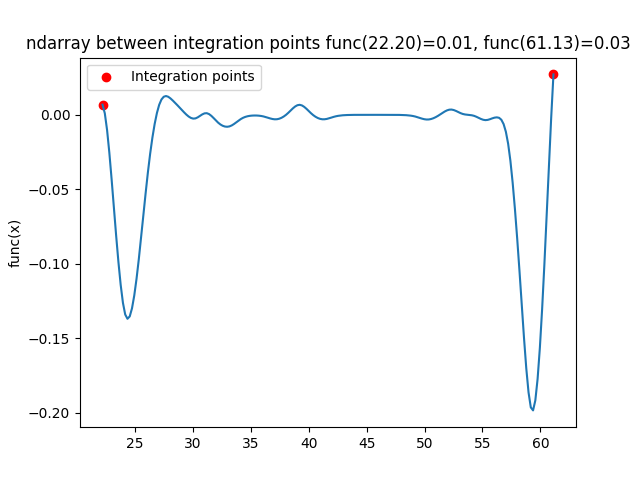 ndarray between integration points func(22.20)=0.01, func(61.13)=0.03
Integration points
func(x)
0.00
−0.05
−0.10
−0.15
−0.20
25 30 35 40 45 50 55 60